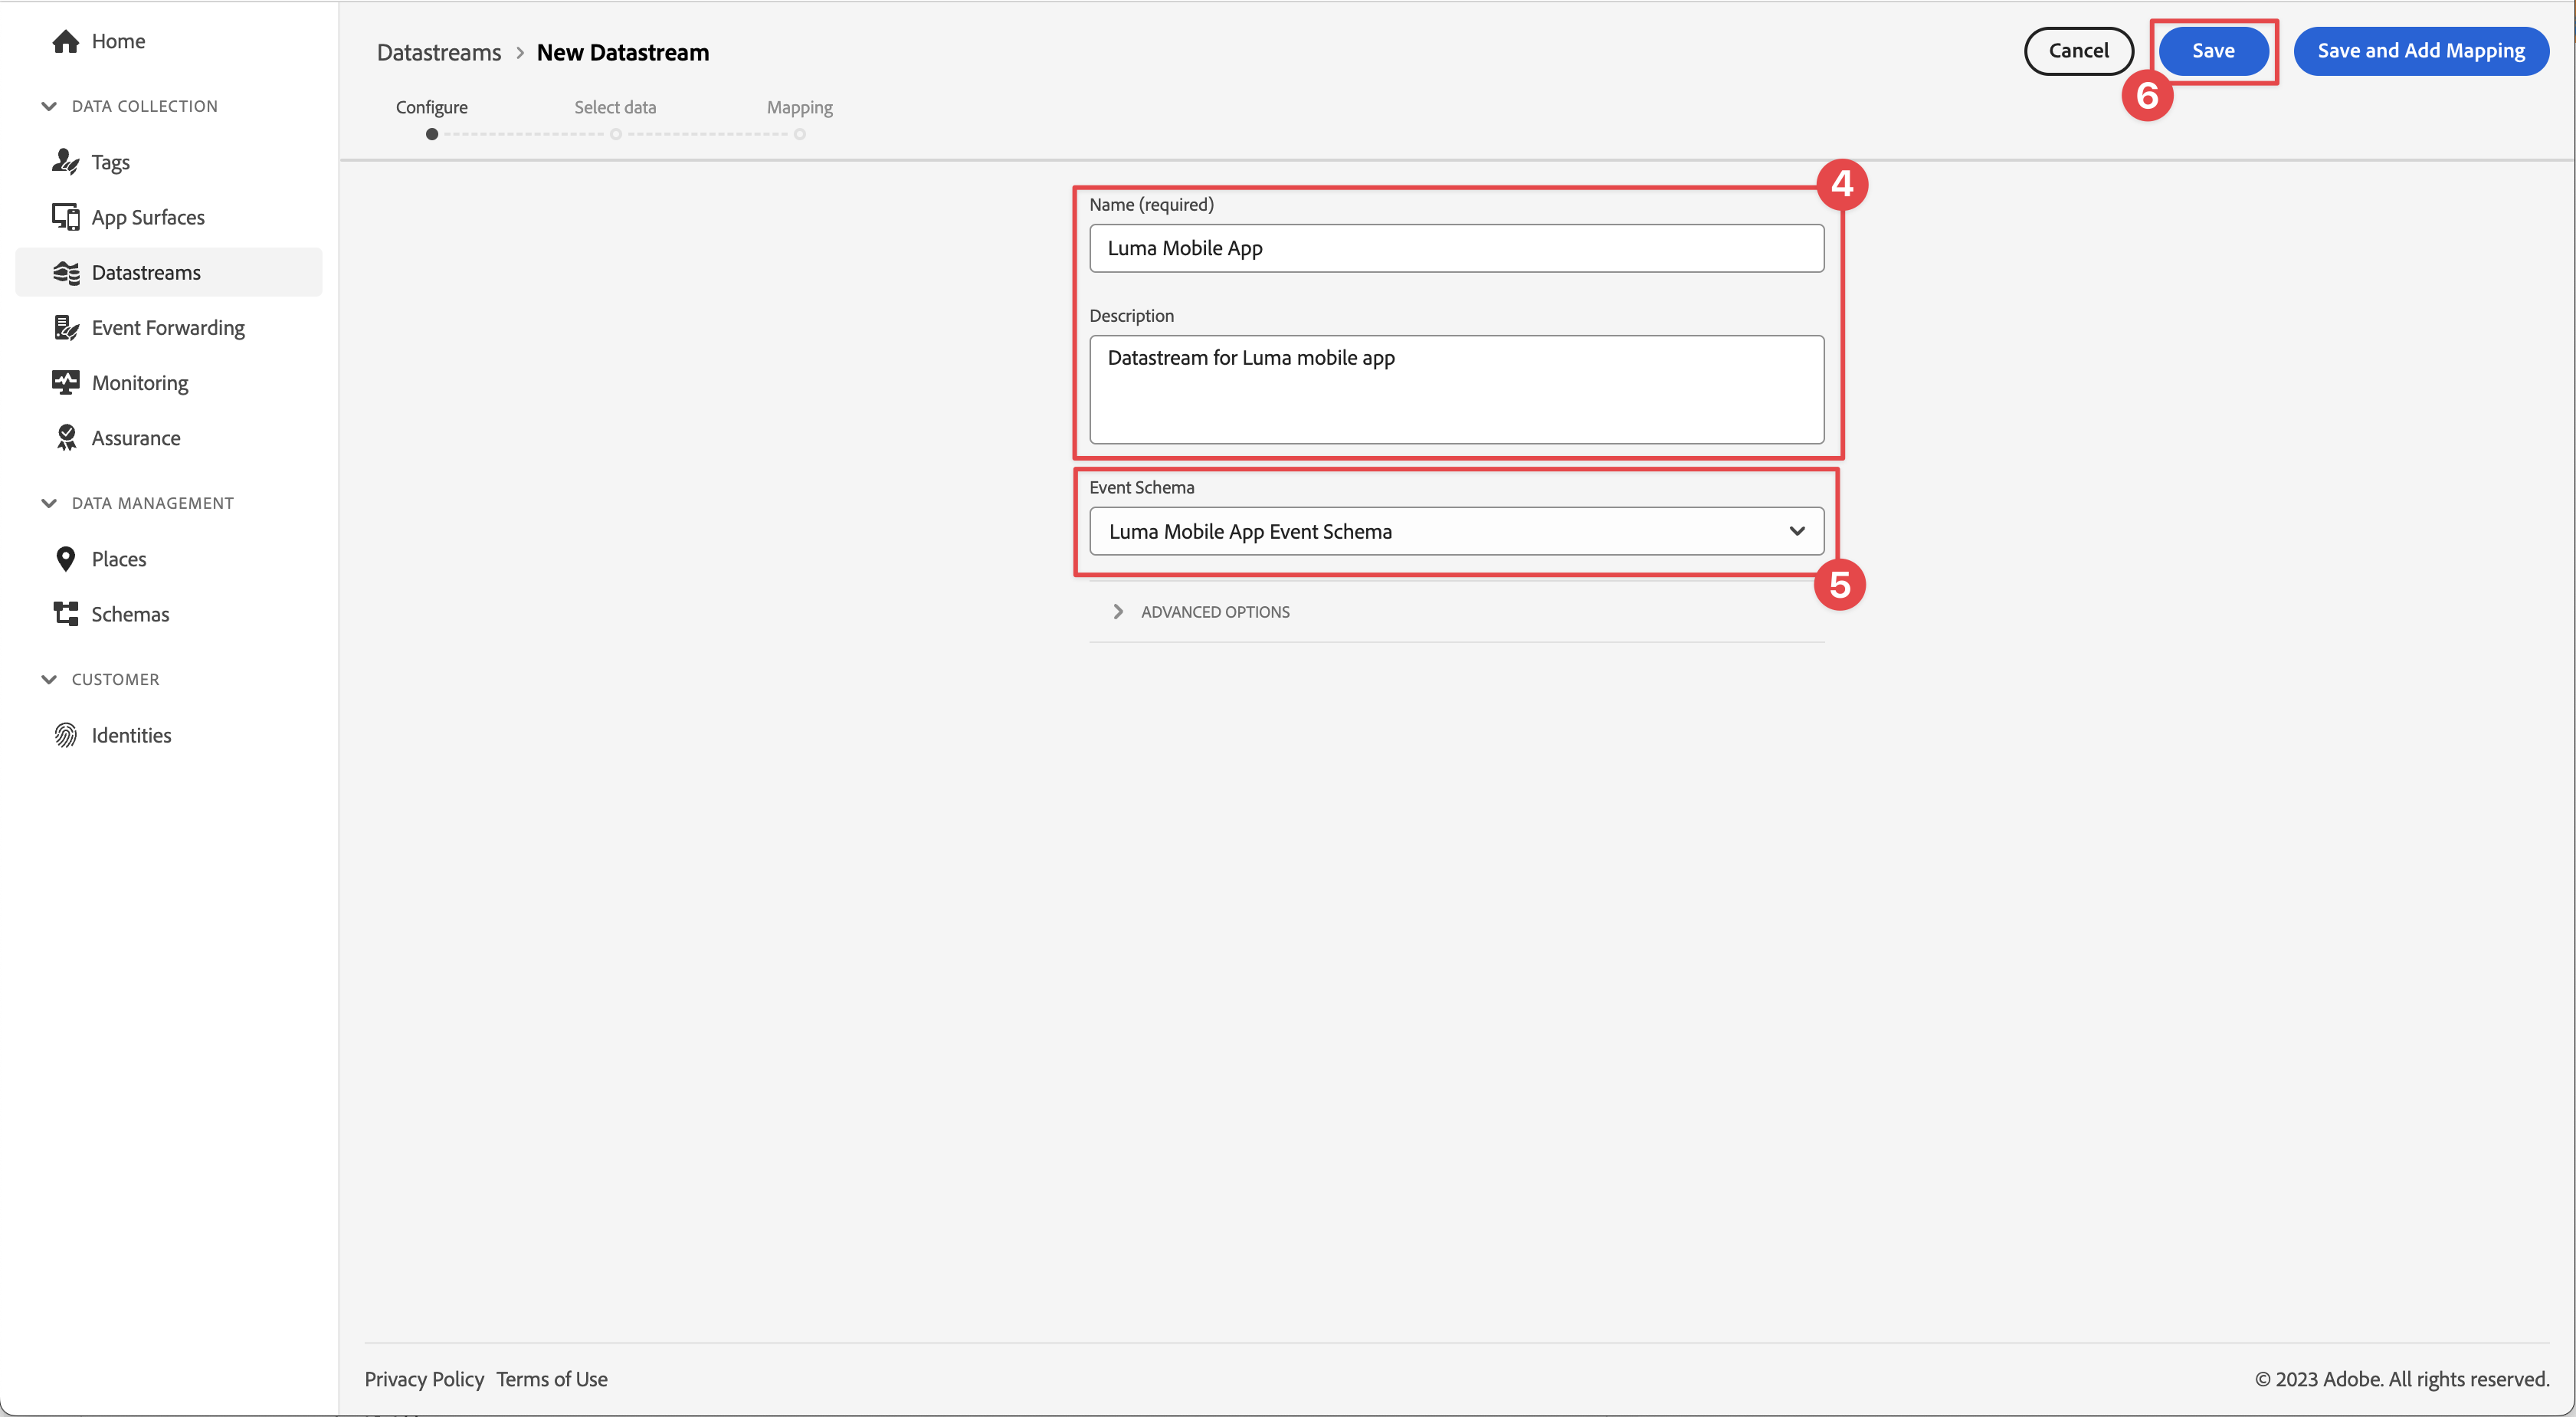 Home
DATA COLLECTION
Tags
App Surfaces
Datastreams
Event Forwarding
Monitoring
Assurance
DATA MANAGEMENT
Places
Schemas
CUSTOMER
Identities
Datastreams > New Datastream
Cancel
Save
Save and Add Mapping
6
Configure
Select data
Mapping
4
Name (required)
Luma Mobile App
Description
Datastream for Luma mobile app
Event Schema
Luma Mobile App Event Schema
5
ADVANCED OPTIONS
Privacy Policy Terms of Use
© 2023 Adobe. All rights reserved.